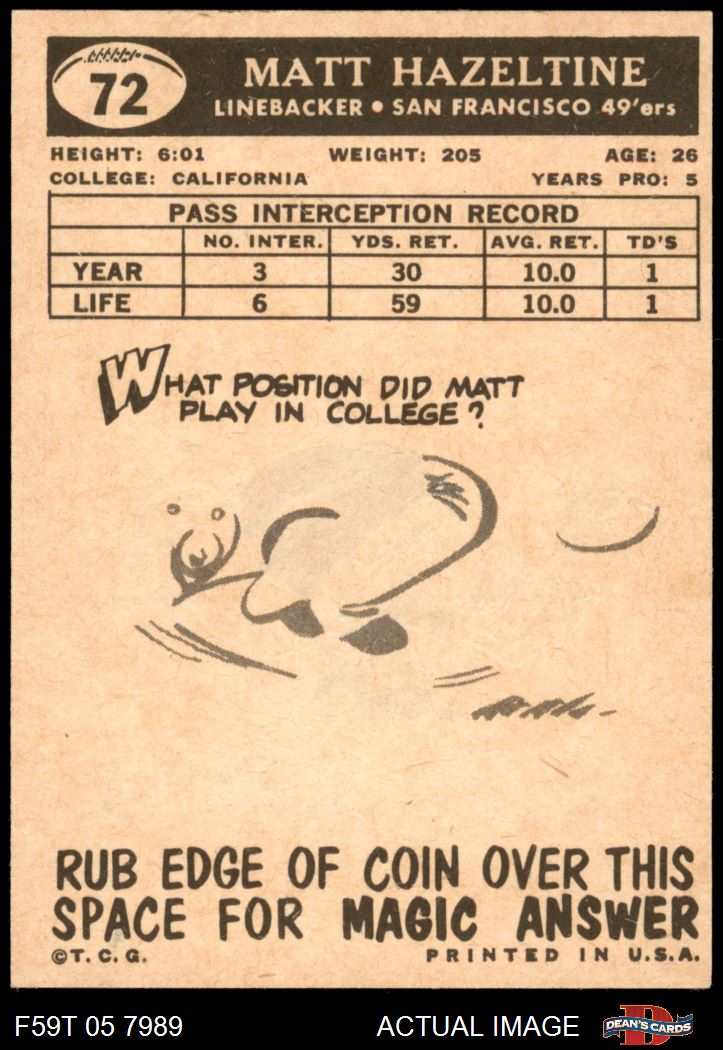 72
MATT HAZELTINE
LINEBACKER • SAN FRANCISCO 49'ers
HEIGHT: 6:01 WEIGHT: 205 AGE: 26
COLLEGE: CALIFORNIA YEARS PRO: 5
PASS INTERCEPTION RECORD
NO. INTER. YDS. RET. AVG. RET. TD'S
YEAR 3 30 10.0 1
LIFE 6 59 10.0 1
WHAT POSITION DID MATT
PLAY IN COLLEGE?
RUB EDGE OF COIN OVER THIS
SPACE FOR MAGIC ANSWER
©T. C. G. PRINTED IN U.S.A.
F59T 05 7989 ACTUAL IMAGE DEAN'S CARDS